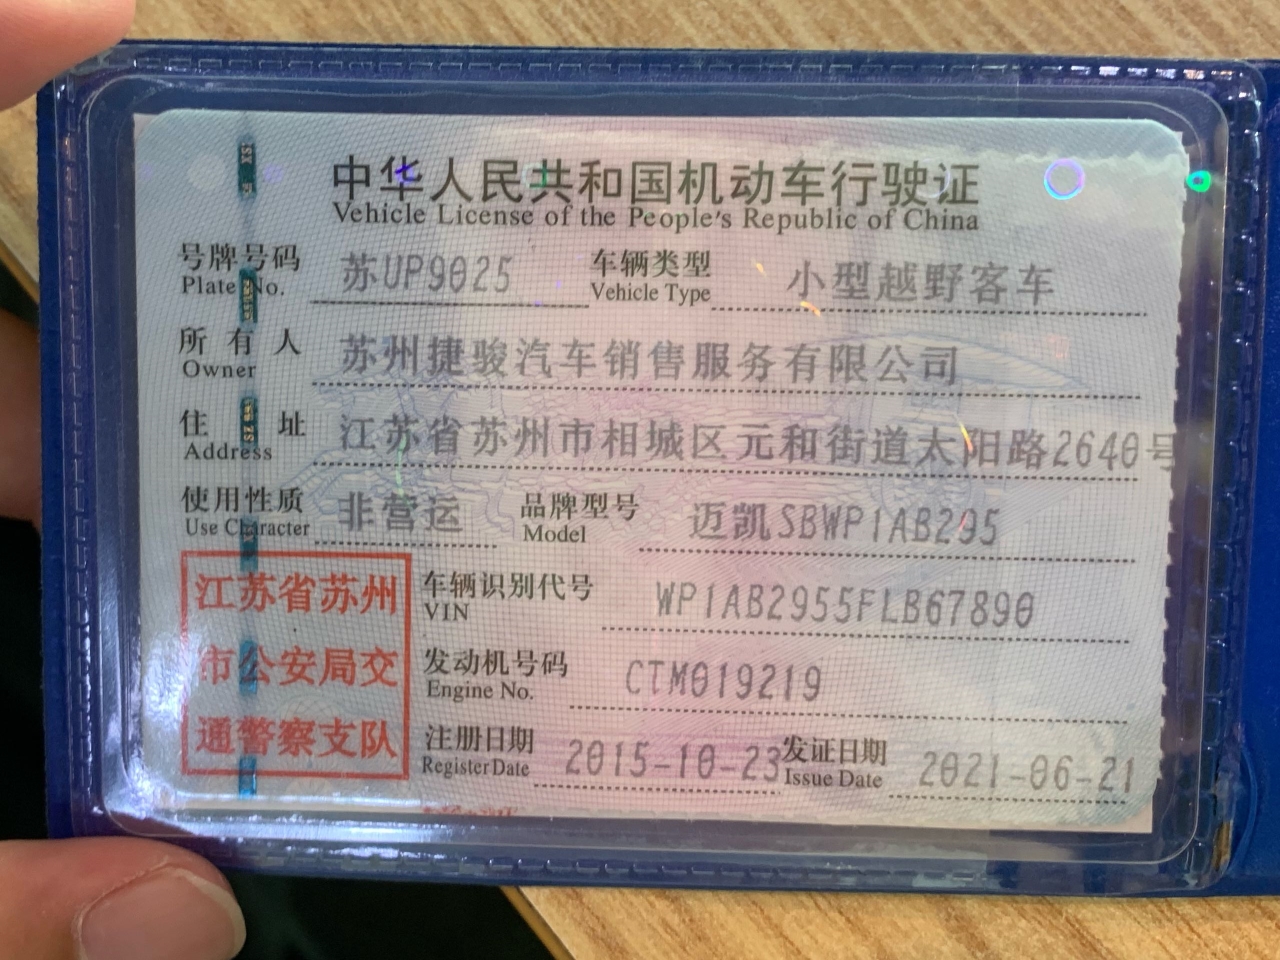 中华人民共和国机动车行驶证
Vehicle License of the People's Republic of China
号牌号码 苏UP9025 车辆类型 小型越野客车
Plate No. Vehicle Type
所有人 苏州捷骏汽车销售服务有限公司
Owner
住址 江苏省苏州市相城区元和街道太阳路2640号
Address
使用性质 非营运 品牌型号 迈凯SBWP1AB295
Use Character Model
江苏省苏州
市公安局交
通警察支队
车辆识别代号 WP1AB2955FLB67890
VIN
发动机号码 CTM019219
Engine No.
注册日期 2015-10-23 发证日期 2021-06-21
Register Date Issue Date